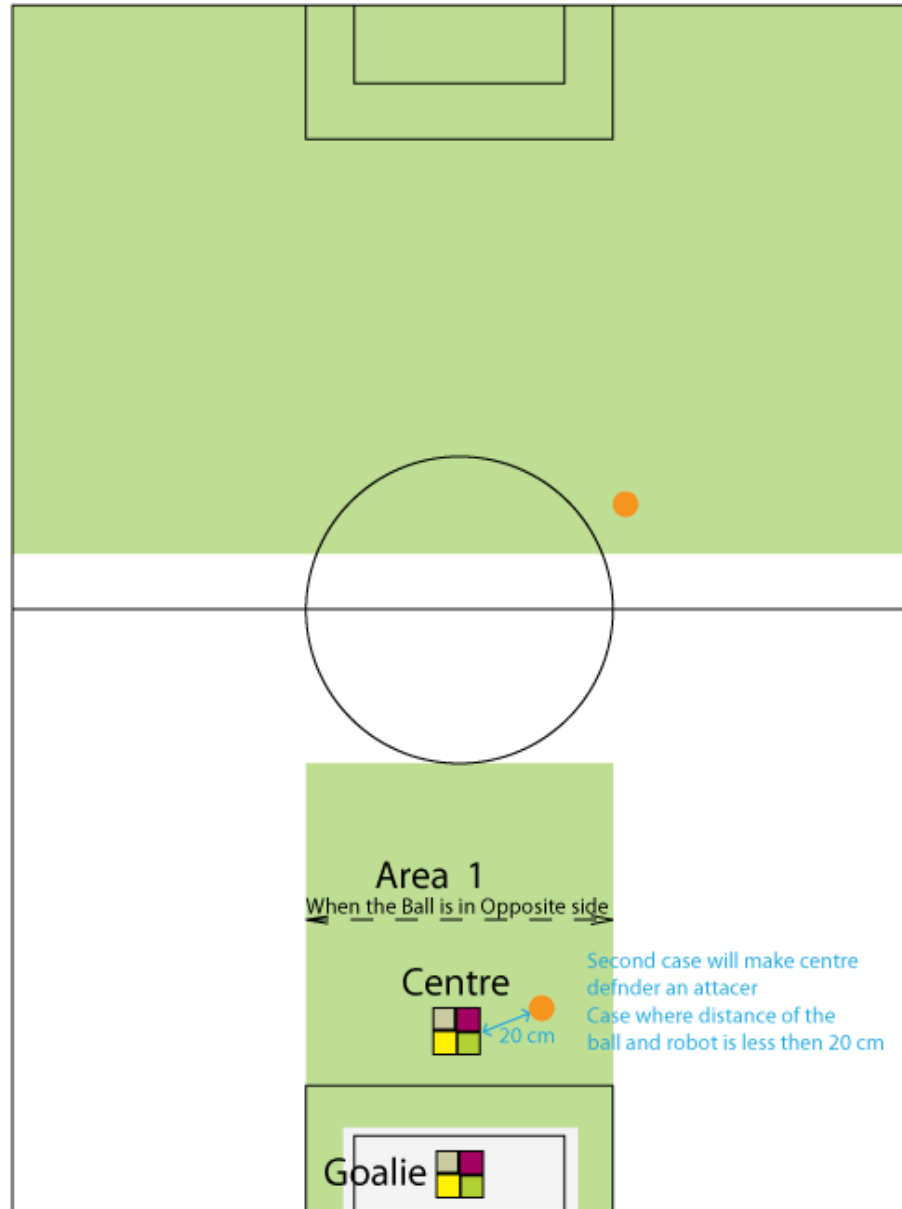 Area 1
When the Ball is in Opposite side
Centre
20 cm
Second case will make centre
defnder an attacer
Case where distance of the
ball and robot is less then 20 cm
Goalie